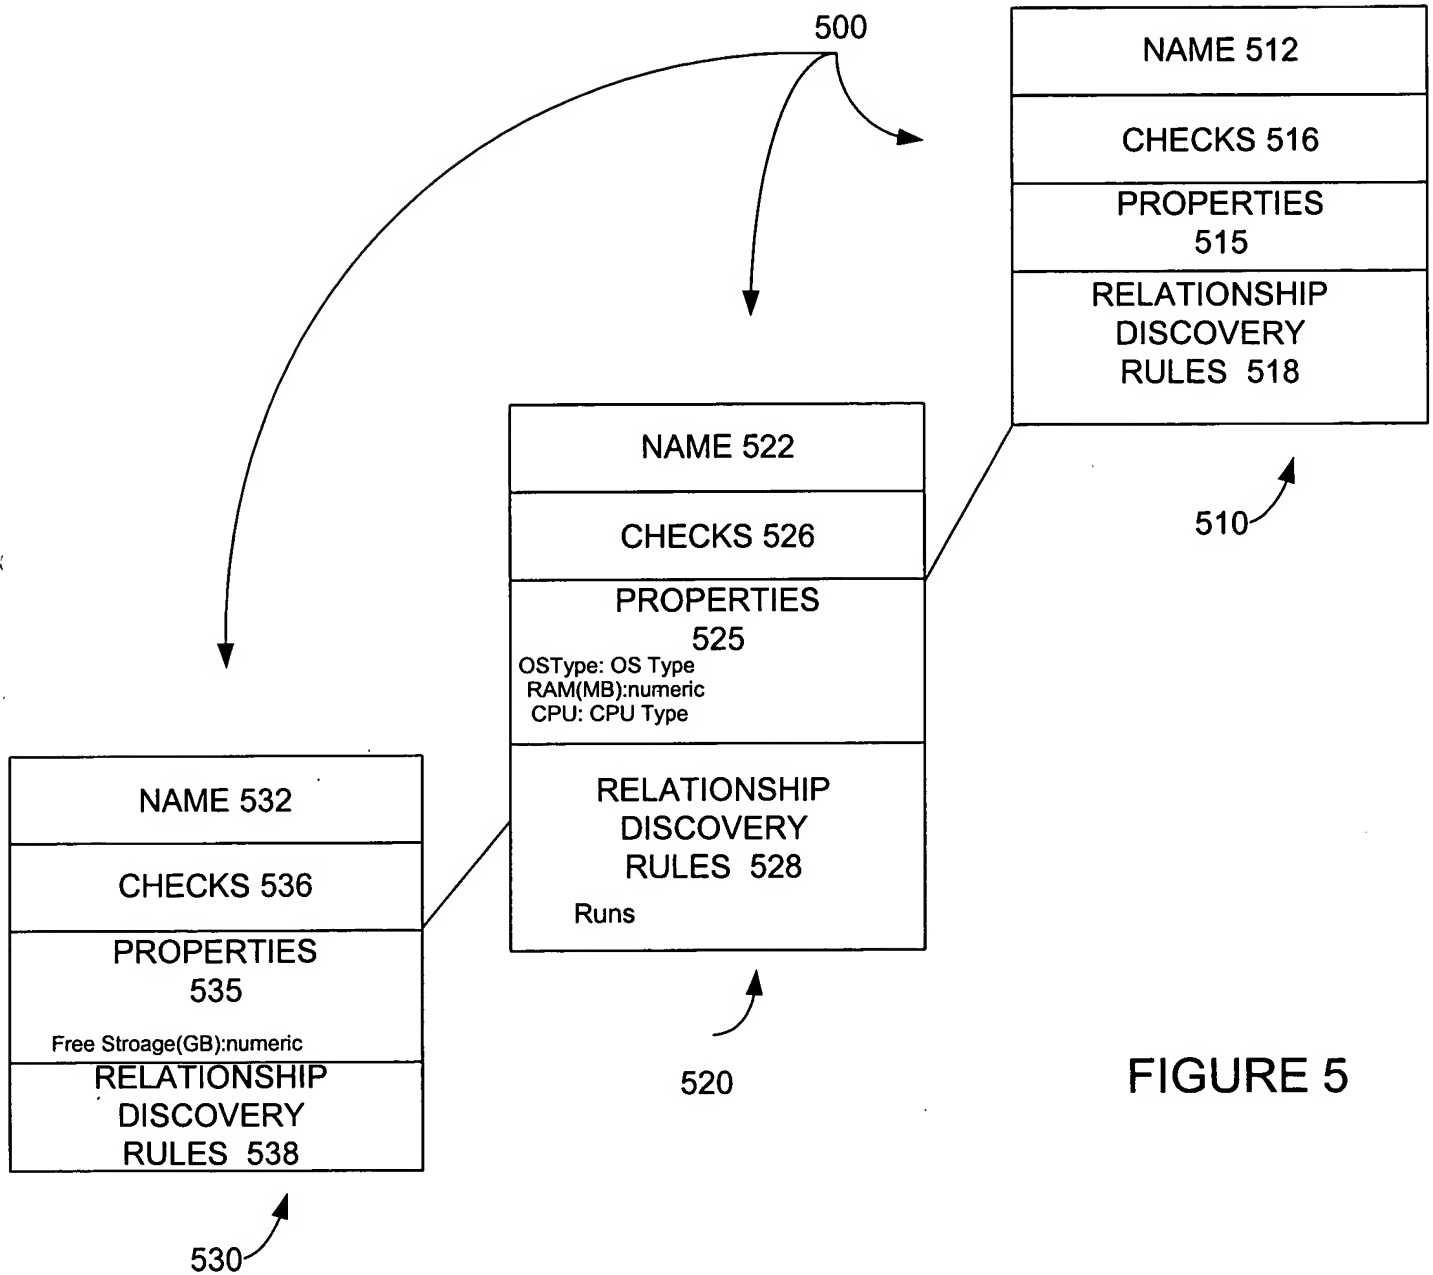 500
NAME 512
CHECKS 516
PROPERTIES
515
RELATIONSHIP
DISCOVERY
RULES 518
510
NAME 522
CHECKS 526
PROPERTIES
525
OSType: OS Type
RAM(MB):numeric
CPU: CPU Type
RELATIONSHIP
DISCOVERY
RULES 528
Runs
520
NAME 532
CHECKS 536
PROPERTIES
535
Free Stroage(GB):numeric
RELATIONSHIP
DISCOVERY
RULES 538
530
FIGURE 5